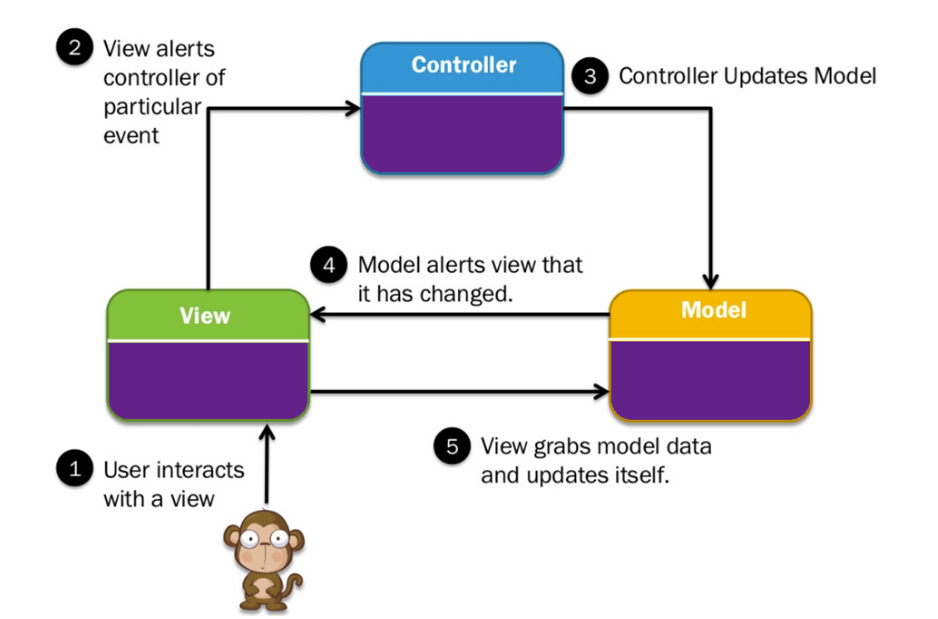 2 View alerts
controller of
particular
event
Controller
3 Controller Updates Model
4 Model alerts view that
it has changed.
View
Model
5 View grabs model data
and updates itself.
1 User interacts
with a view